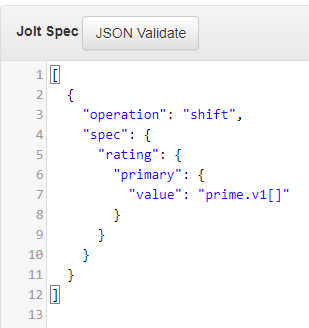 Jolt Spec JSON Validate
1 [
2   {
3     "operation": "shift",
4     "spec": {
5       "rating": {
6         "primary": {
7           "value": "prime.v1[]"
8         }
9       }
10     }
11   }
12 ]
13